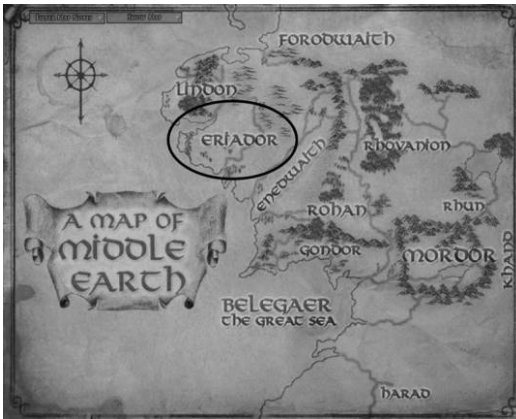 FORODWAITH
LINDON
ERIADOR
RHOVANION
ENEDWAITH
A MAP OF
MIDDLE
EARTH
ROHAN
RHUN
GONDOR
MORDOR
KHAND
BELEGAER
THE GREAT SEA
HARAD